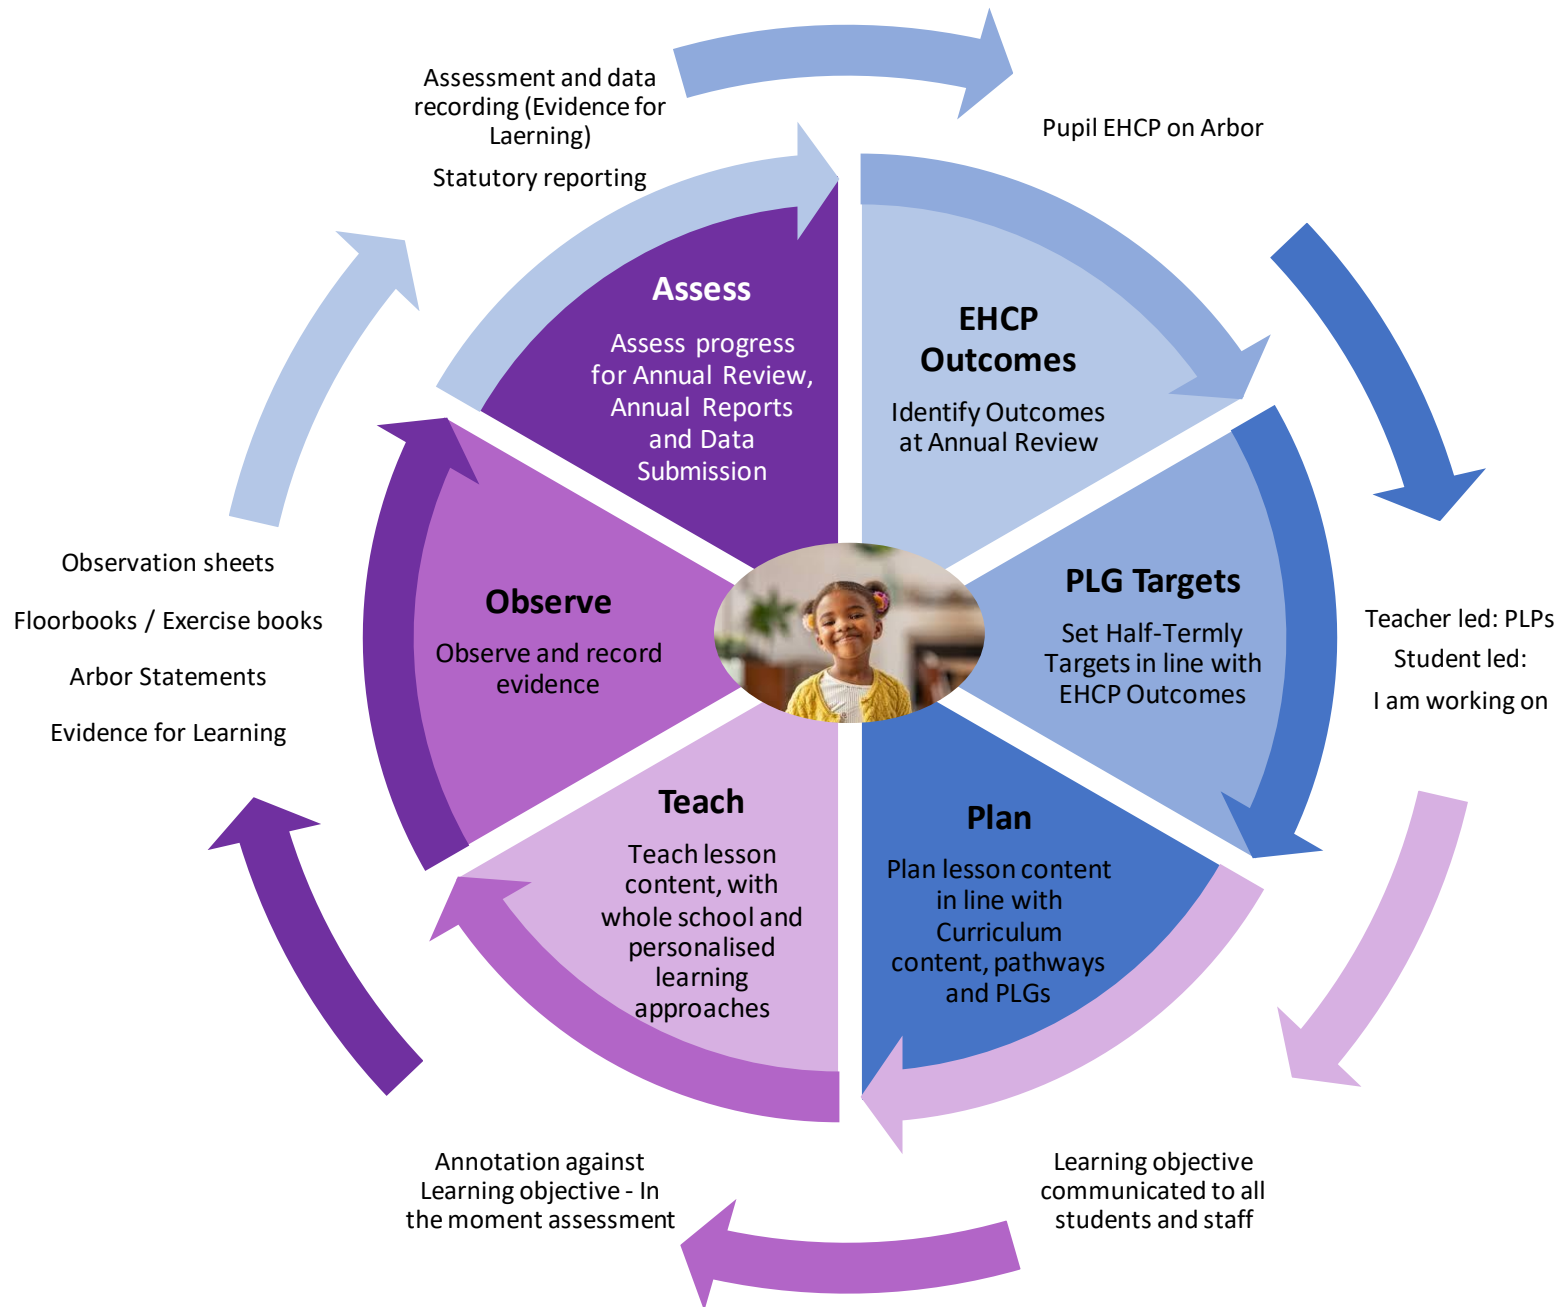 Assessment and data
recording (Evidence for
Laerning)
Statutory reporting
Pupil EHCP on Arbor
Assess
Assess progress
for Annual Review,
Annual Reports
and Data
Submission
EHCP
Outcomes
Identify Outcomes
at Annual Review
PLG Targets
Set Half-Termly
Targets in line with
EHCP Outcomes
Teacher led: PLPs
Student led:
I am working on
Observe
Observe and record
evidence
Observation sheets
Floorbooks / Exercise books
Arbor Statements
Evidence for Learning
Teach
Teach lesson
content, with
whole school and
personalised
learning
approaches
Plan
Plan lesson content
in line with
Curriculum
content, pathways
and PLGs
Annotation against
Learning objective - In
the moment assessment
Learning objective
communicated to all
students and staff